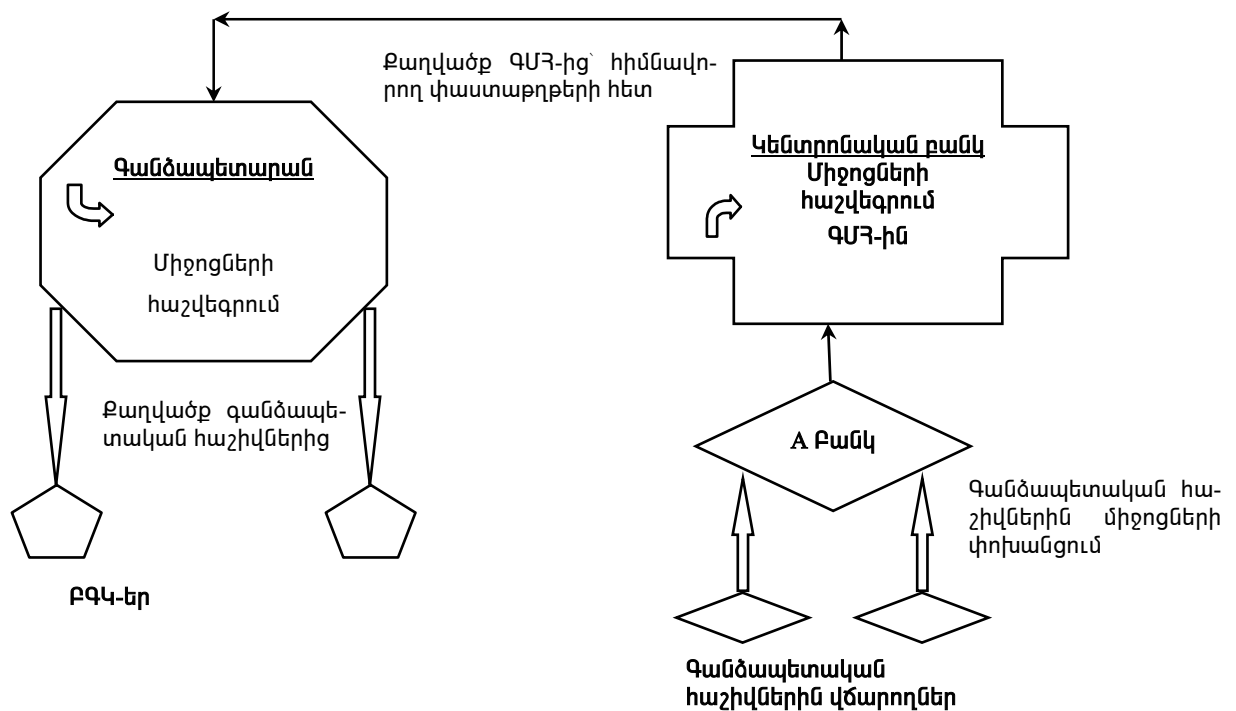 Քաղվածք ԳՄՀ-ից՝ հիմնավո-
րող փաստաթղթերի հետ
Գանձապետարան
Միջոցների
հաշվեգրում
Կենտրոնական բանկ
Միջոցների
հաշվեգրում
ԳՄՀ-ին
Քաղվածք գանձապե-
տական հաշիվներից
A Բանկ
Գանձապետական հա-
շիվներին միջոցների
փոխանցում
ԲԳԿ-եր
Գանձապետական
հաշիվներին վճարողներ